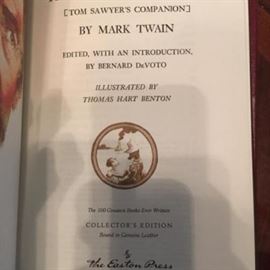 [TOM SAWYER'S COMPANION]
BY MARK TWAIN
EDITED, WITH AN INTRODUCTION,
BY BERNARD DeVOTO
ILLUSTRATED BY
THOMAS HART BENTON
The 100 Greatest Books Ever Written
COLLECTOR'S EDITION
Bound in Genuine Leather
The Easton Press